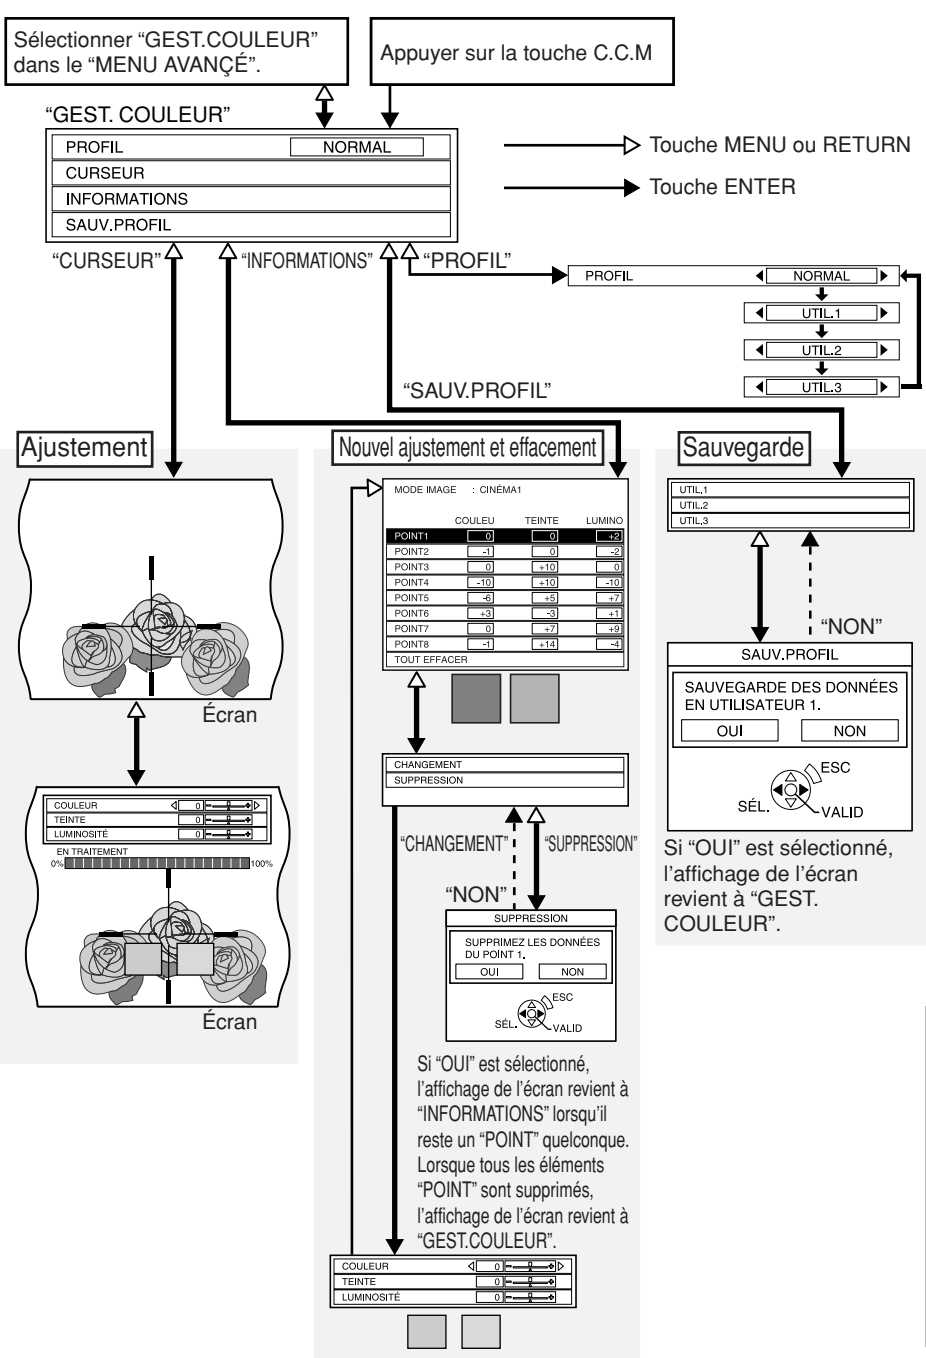 Sélectionner “GEST.COULEUR”
dans le “MENU AVANÇÉ”.
Appuyer sur la touche C.C.M
“GEST. COULEUR”
PROFIL NORMAL
CURSEUR
INFORMATIONS
SAUV.PROFIL
Touche MENU ou RETURN
Touche ENTER
“CURSEUR”
“INFORMATIONS”
“PROFIL”
PROFIL NORMAL
UTIL.1
UTIL.2
UTIL.3
“SAUV.PROFIL”
Ajustement
Écran
COULEUR 0
TEINTE 0
LUMINOSITÉ 0
EN TRAITEMENT
0% 100%
Écran
Nouvel ajustement et effacement
MODE IMAGE : CINÉMA1
COULEU TEINTE LUMINO
POINT1 0 0 +2
POINT2 -1 0 -2
POINT3 0 +10 0
POINT4 -10 +10 -10
POINT5 -6 +5 +7
POINT6 +3 -3 +1
POINT7 0 +7 +9
POINT8 -1 +14 -4
TOUT EFFACER
CHANGEMENT
SUPPRESSION
“CHANGEMENT”
“SUPPRESSION”
“NON”
SUPPRESSION
SUPPRIMEZ LES DONNÉES
DU POINT 1.
OUI NON
ESC
SÉL.
VALID
Si “OUI” est sélectionné,
l’affichage de l’écran revient à
“INFORMATIONS” lorsqu’il
reste un “POINT” quelconque.
Lorsque tous les éléments
“POINT” sont supprimés,
l’affichage de l’écran revient à
“GEST.COULEUR”.
COULEUR 0
TEINTE 0
LUMINOSITÉ 0
Sauvegarde
UTIL.1
UTIL.2
UTIL.3
“NON”
SAUV.PROFIL
SAUVEGARDE DES DONNÉES
EN UTILISATEUR 1.
OUI NON
ESC
SÉL.
VALID
Si “OUI” est sélectionné,
l’affichage de l’écran
revient à “GEST.
COULEUR”.